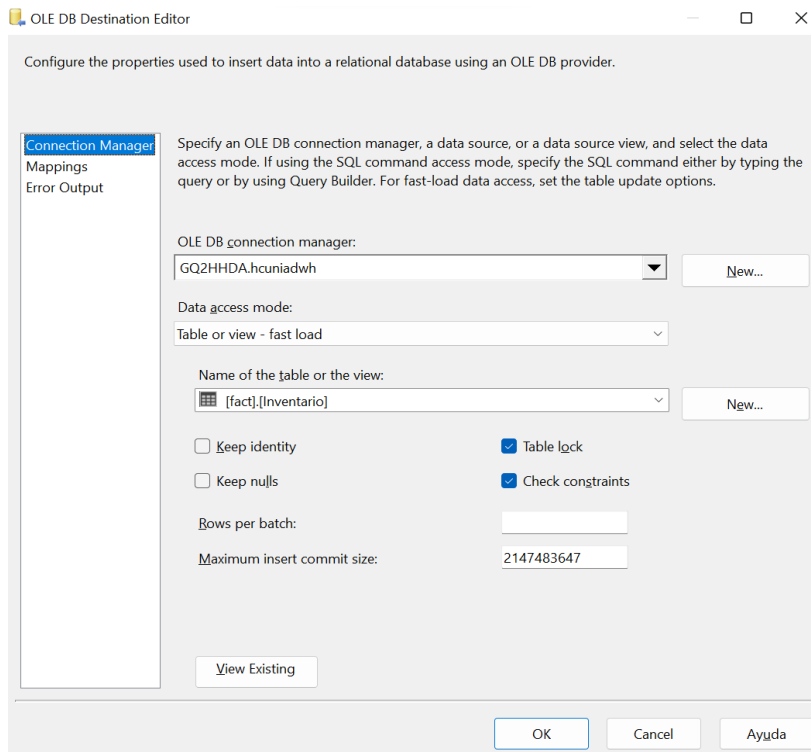 OLE DB Destination Editor
Configure the properties used to insert data into a relational database using an OLE DB provider.
Connection Manager
Mappings
Error Output
Specify an OLE DB connection manager, a data source, or a data source view, and select the data
access mode. If using the SQL command access mode, specify the SQL command either by typing the
query or by using Query Builder. For fast-load data access, set the table update options.
OLE DB connection manager:
GQ2HHDA.hcuniadwh
New...
Data access mode:
Table or view - fast load
Name of the table or the view:
[fact].[Inventario]
New...
Keep identity
Table lock
Keep nulls
Check constraints
Rows per batch:
Maximum insert commit size:
2147483647
View Existing
OK
Cancel
Ayuda